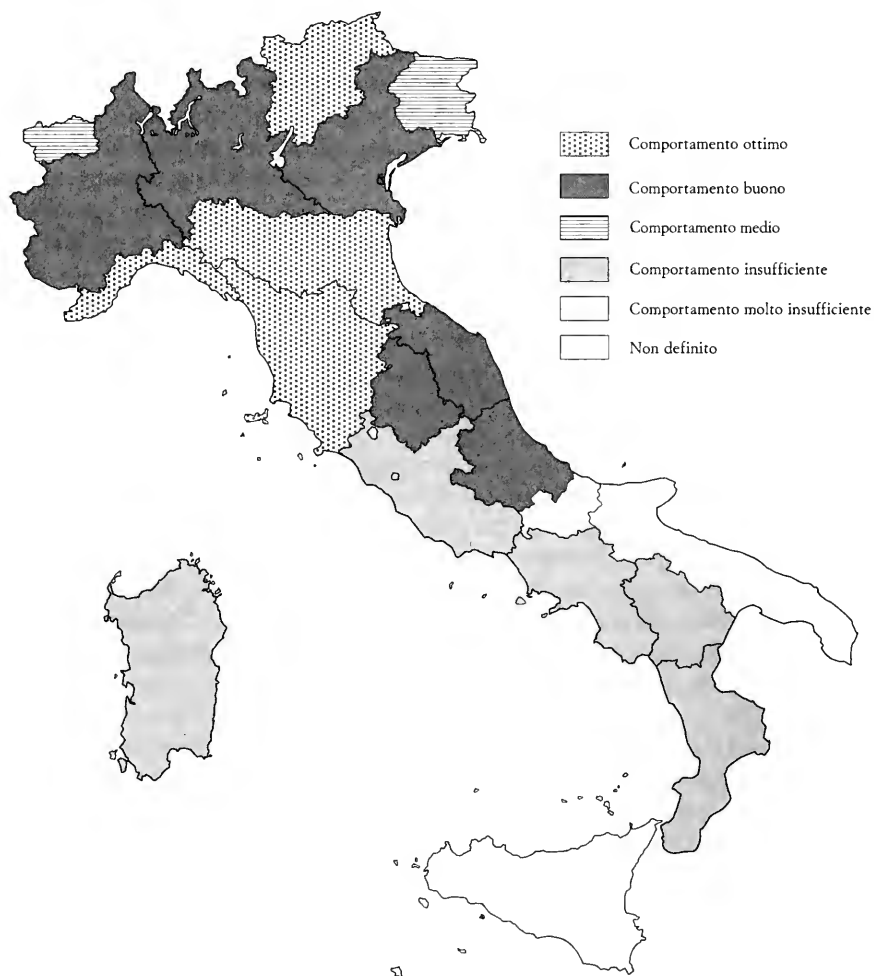 Comportamento ottimo
Comportamento buono
Comportamento medio
Comportamento insufficiente
Comportamento molto insufficiente
Non definito